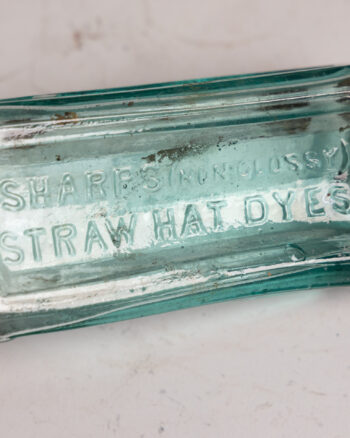 SHARPS (NON-GLOSSY)
STRAW HAT DYES